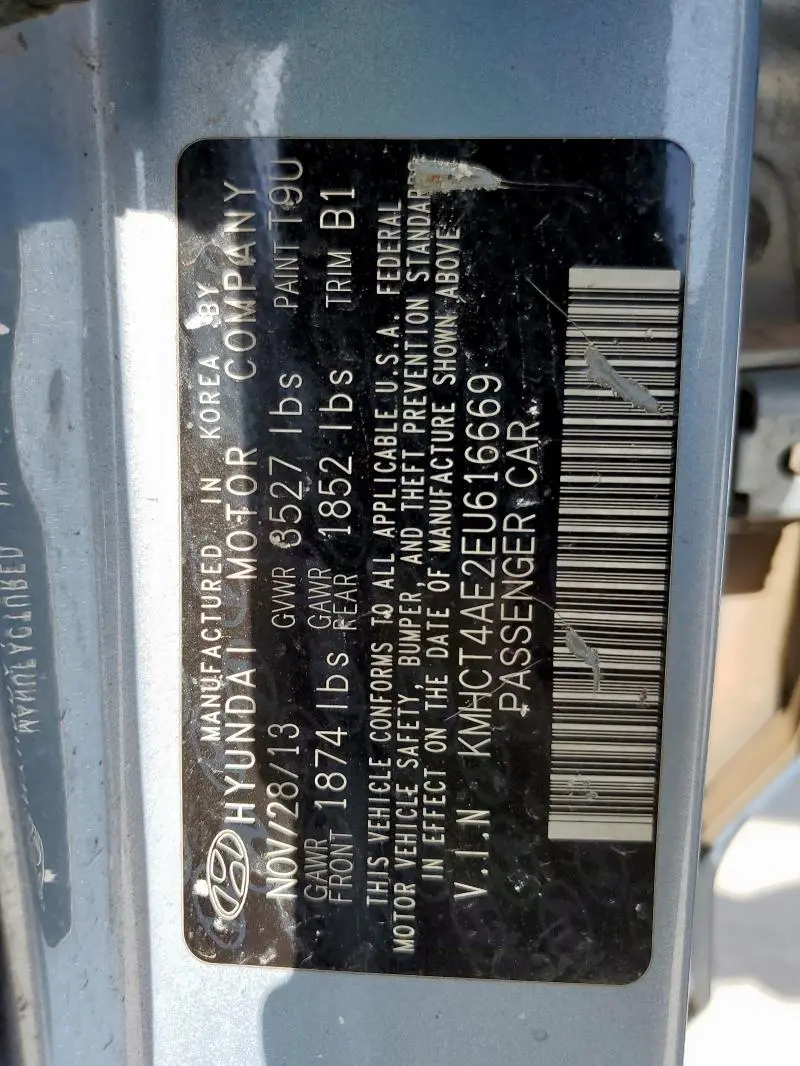 MANUFACTURED IN KOREA BY
HYUNDAI MOTOR COMPANY
NOV/28/13 GVWR 3527 lbs PAINT T9U
GAWR FRONT 1874 lbs GAWR REAR 1852 lbs TRIM B1
THIS VEHICLE CONFORMS TO ALL APPLICABLE U.S.A. FEDERAL
MOTOR VEHICLE SAFETY, BUMPER, AND THEFT PREVENTION STANDARDS
IN EFFECT ON THE DATE OF MANUFACTURE SHOWN ABOVE
V.I.N KMHCT4AE2EU616669
PASSENGER CAR
MANUFACTURED IN